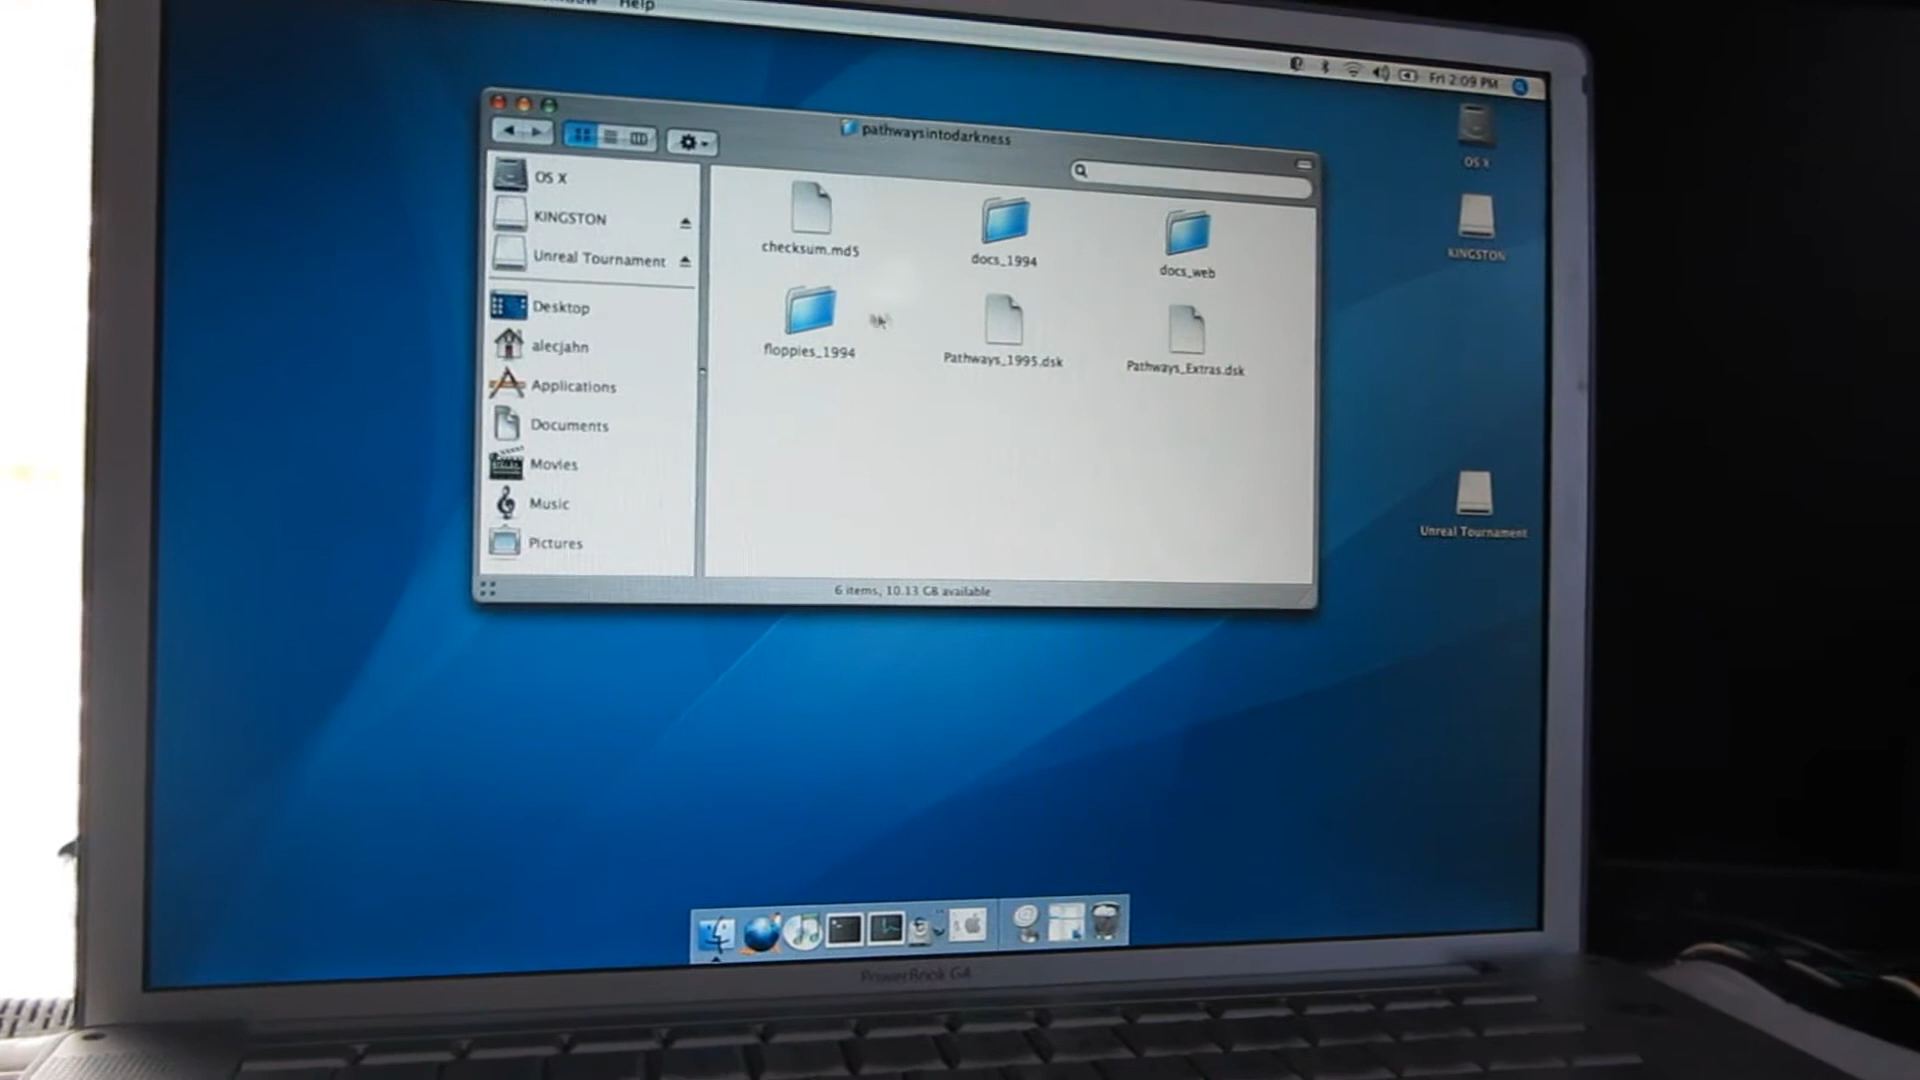 Help
Fri 2:09 PM
pathwaysintodarkness
OS X
KINGSTON
Unreal Tournament
Desktop
alecjahn
Applications
Documents
Movies
Music
Pictures
checksum.md5
docs_1994
docs_web
floppies_1994
Pathways_1995.dsk
Pathways_Extras.dsk
6 items, 10.13 GB available
OS X
KINGSTON
Unreal Tournament
PowerBook G4